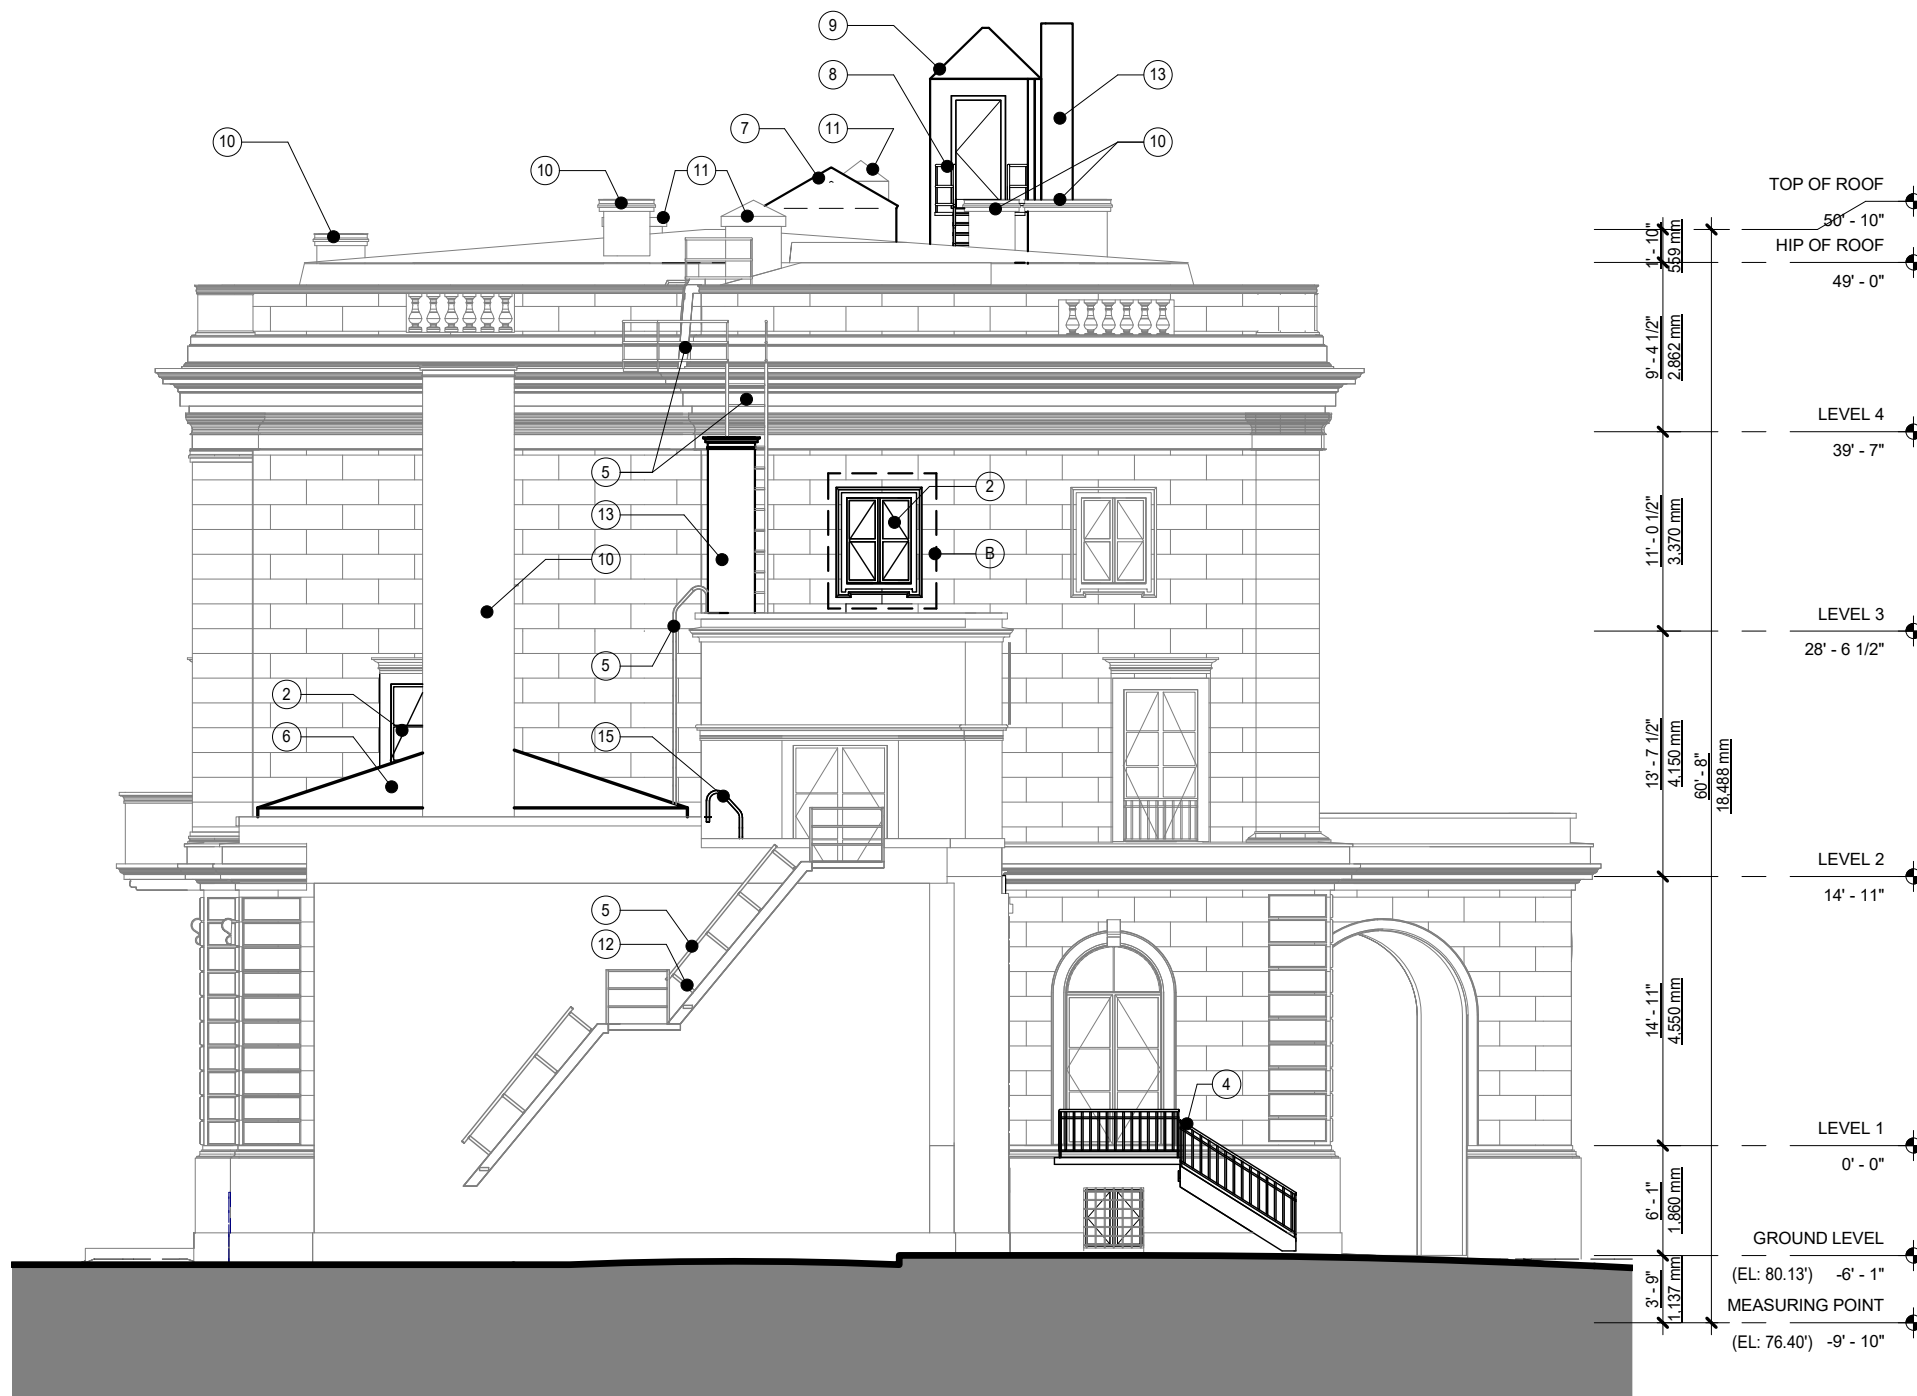 9
8
13
7
11
10
10
10
11
TOP OF ROOF
50' - 10"
1' - 10"
559 mm
HIP OF ROOF
49' - 0"
9' - 4 1/2"
2,862 mm
LEVEL 4
39' - 7"
5
2
13
B
10
11' - 0 1/2"
3,370 mm
LEVEL 3
28' - 6 1/2"
5
2
6
15
13' - 7 1/2"
4,150 mm
60' - 8"
18,488 mm
LEVEL 2
14' - 11"
5
12
14' - 11"
4,550 mm
4
LEVEL 1
0' - 0"
6' - 1"
1,860 mm
GROUND LEVEL
(EL: 80.13') -6' - 1"
3' - 9"
1,137 mm
MEASURING POINT
(EL: 76.40') -9' - 10"